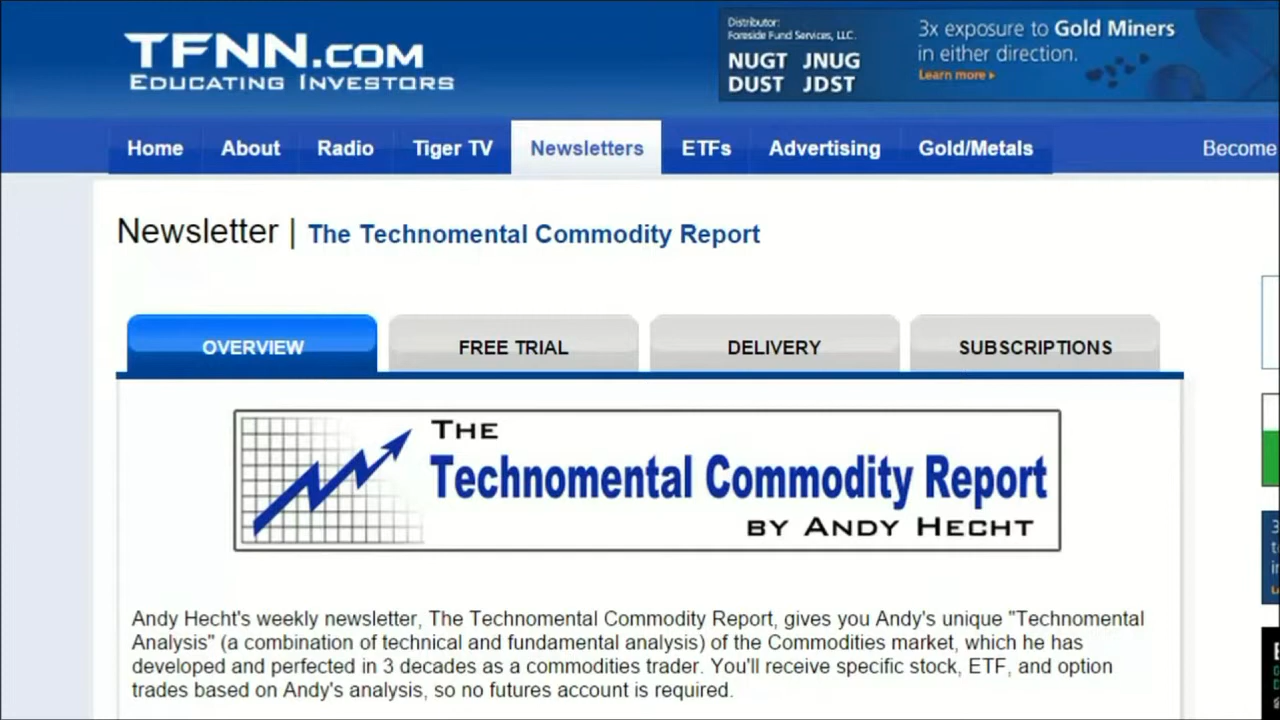 TFNN.COM
EDUCATING INVESTORS
Distributor:
Foreside Fund Services, LLC.
NUGT JNUG
DUST JDST
3x exposure to Gold Miners
in either direction.
Learn more
Home About Radio Tiger TV Newsletters ETFs Advertising Gold/Metals Become
Newsletter | The Technomental Commodity Report
OVERVIEW FREE TRIAL DELIVERY SUBSCRIPTIONS
THE
Technomental Commodity Report
BY ANDY HECHT
Andy Hecht's weekly newsletter, The Technomental Commodity Report, gives you Andy's unique "Technomental
Analysis" (a combination of technical and fundamental analysis) of the Commodities market, which he has
developed and perfected in 3 decades as a commodities trader. You'll receive specific stock, ETF, and option
trades based on Andy's analysis, so no futures account is required.